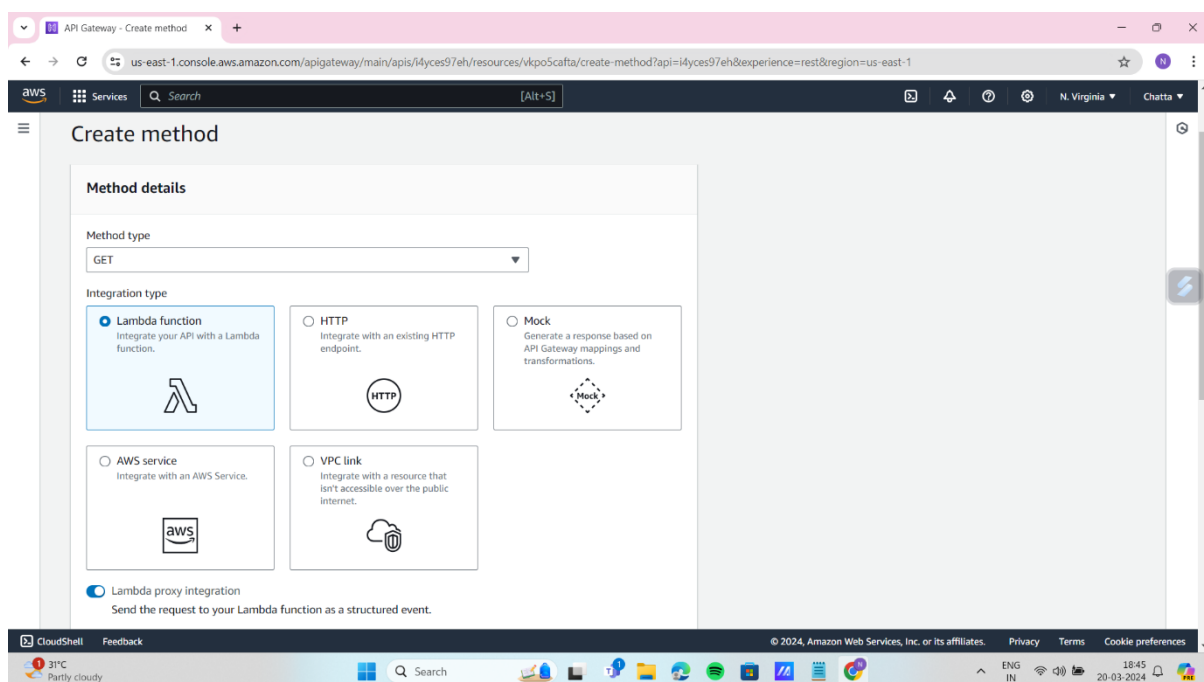 API Gateway - Create method
us-east-1.console.aws.amazon.com/apigateway/main/apis/i4yces97eh/resources/vkpo5cafta/create-method?api=i4yces97eh&experience=rest&region=us-east-1
N
aws
Services
Search
[Alt+S]
N. Virginia
Chatta
Create method
Method details
Method type
GET
Integration type
Lambda function
Integrate your API with a Lambda
function.
HTTP
Integrate with an existing HTTP
endpoint.
HTTP
Mock
Generate a response based on
API Gateway mappings and
transformations.
Mock
AWS service
Integrate with an AWS Service.
aws
VPC link
Integrate with a resource that
isn't accessible over the public
internet.
Lambda proxy integration
Send the request to your Lambda function as a structured event.
CloudShell
Feedback
© 2024, Amazon Web Services, Inc. or its affiliates.
Privacy
Terms
Cookie preferences
1
31°C
Partly cloudy
Search
ENG
IN
18:45
20-03-2024
PRE